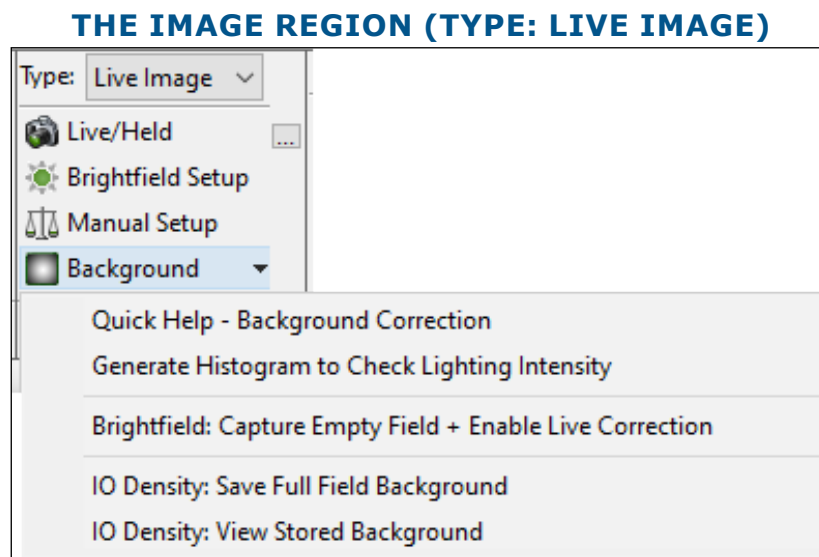 THE IMAGE REGION (TYPE: LIVE IMAGE)
Type: Live Image
Live/Held ...
Brightfield Setup
Manual Setup
Background
Quick Help - Background Correction
Generate Histogram to Check Lighting Intensity
Brightfield: Capture Empty Field + Enable Live Correction
IO Density: Save Full Field Background
IO Density: View Stored Background